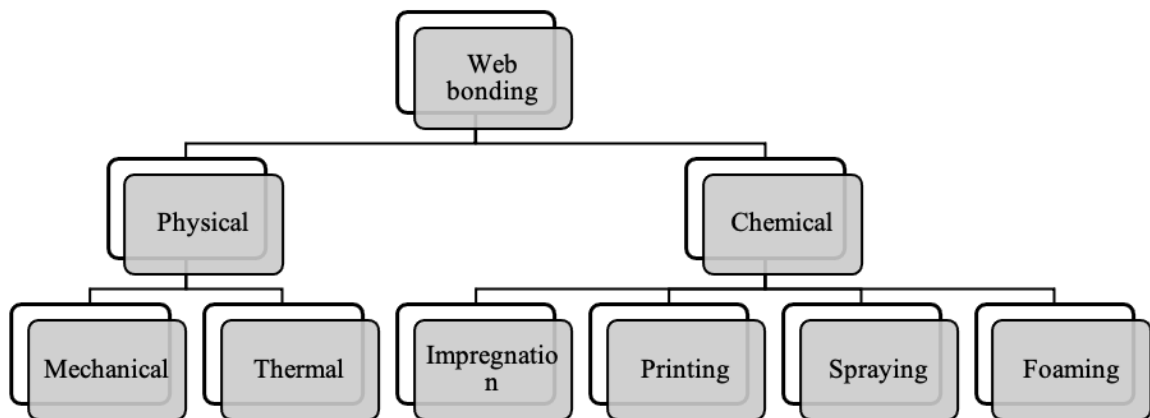 Web
bonding
Physical
Chemical
Mechanical
Thermal
Impregnatio
n
Printing
Spraying
Foaming